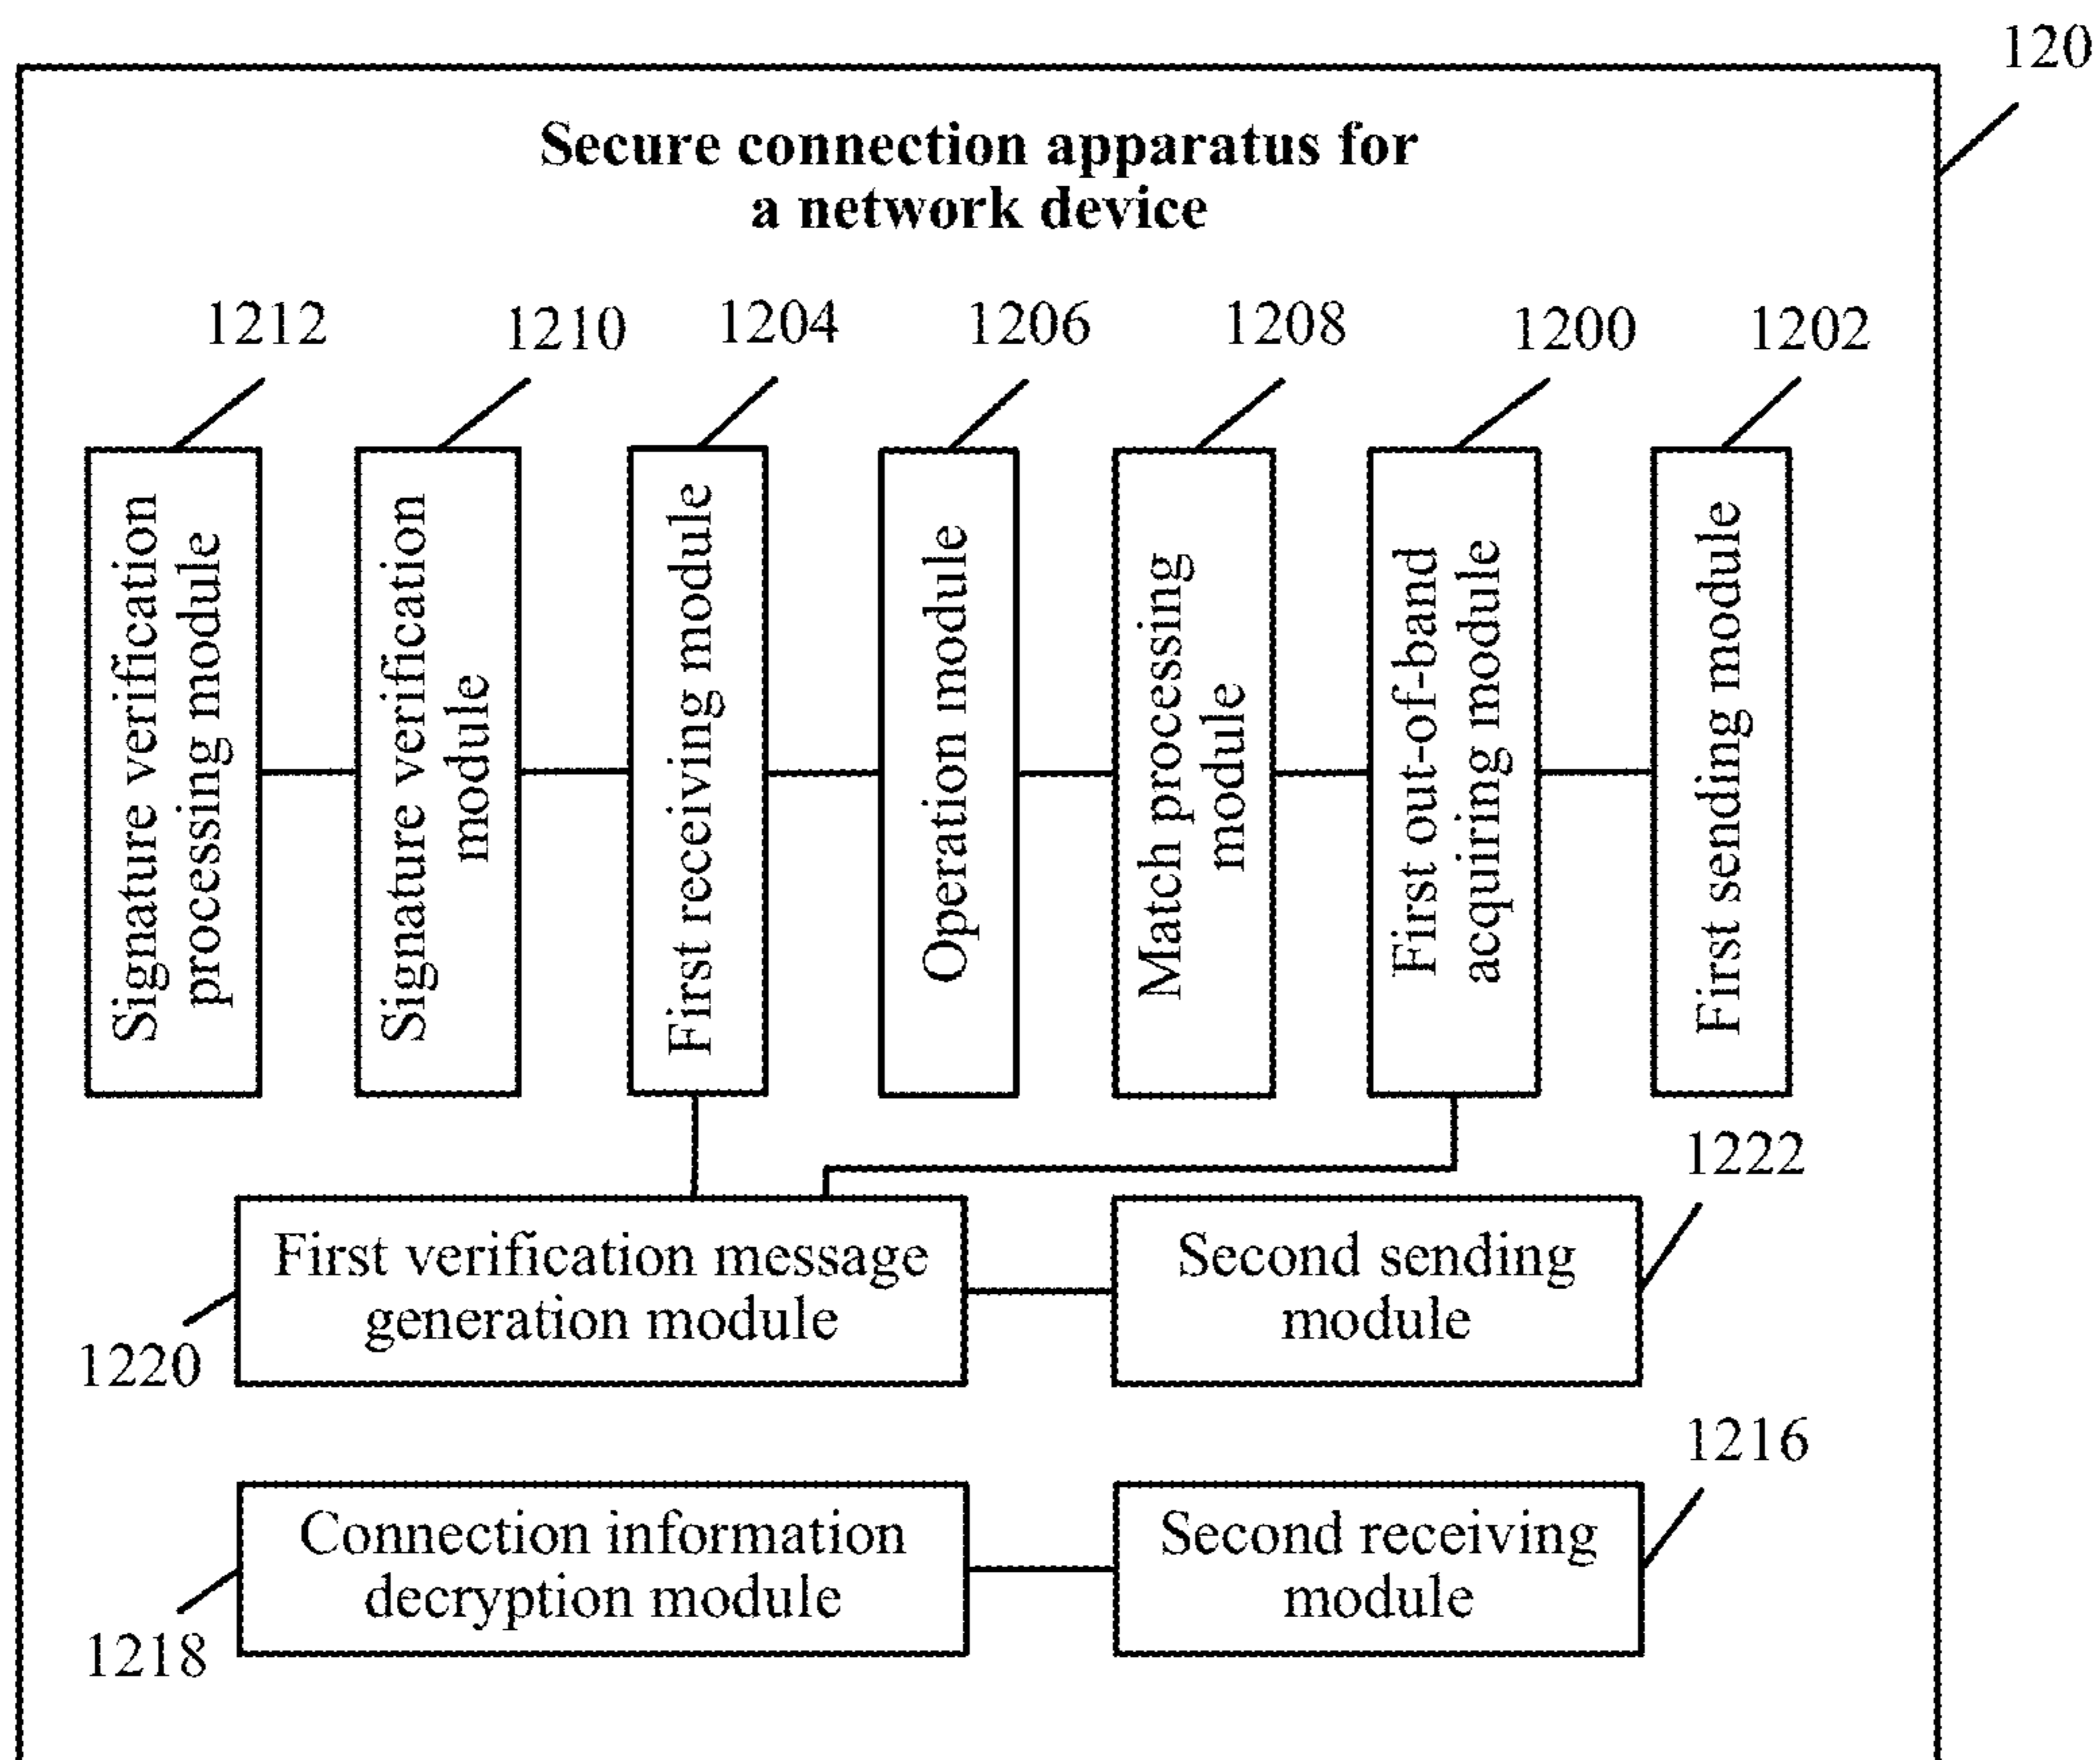 120
Secure connection apparatus for
a network device
1212
1210
1204
1206
1208
1200
1202
Signature verification
processing module
Signature verification
module
First receiving module
Operation module
Match processing
module
First out-of-band
acquiring module
First sending module
1222
First verification message
generation module
Second sending
module
1220
1216
Connection information
decryption module
Second receiving
module
1218